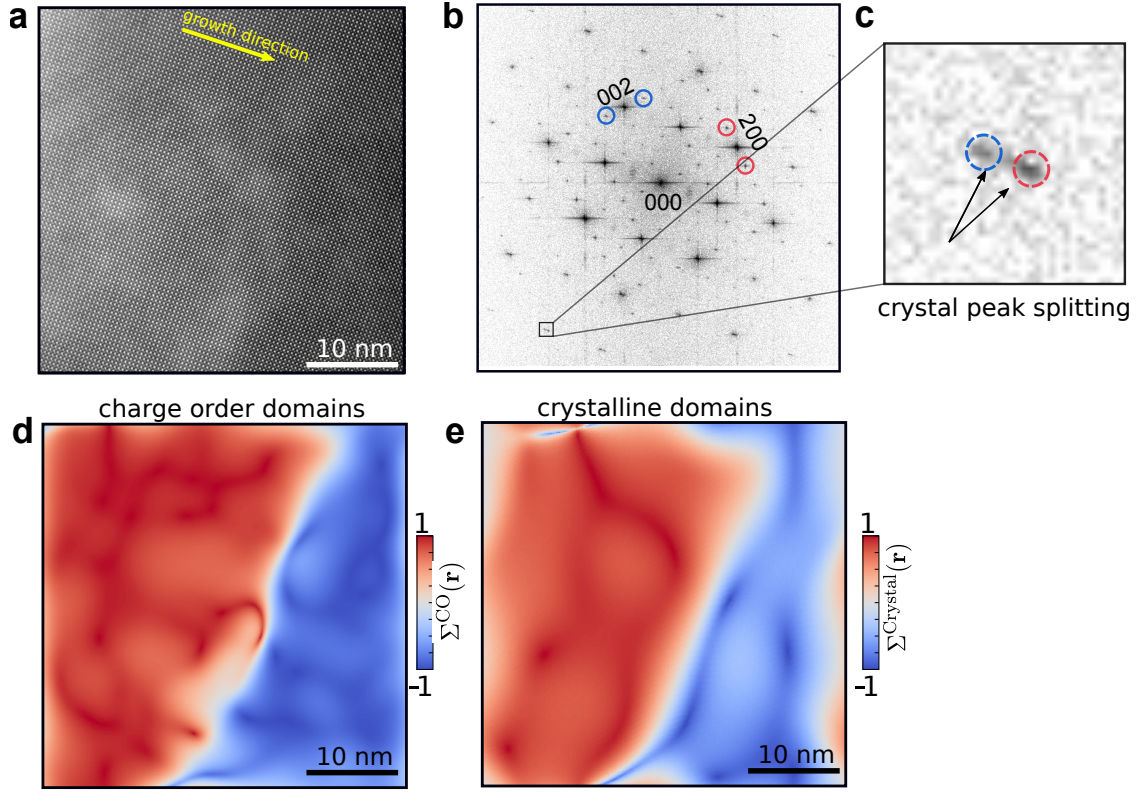 a
growth direction
10 nm
b
002
200
000
c
crystal peak splitting
charge order domains
d
10 nm
1
-1
Σ^CO(r)
crystalline domains
e
10 nm
1
-1
Σ^Crystal(r)